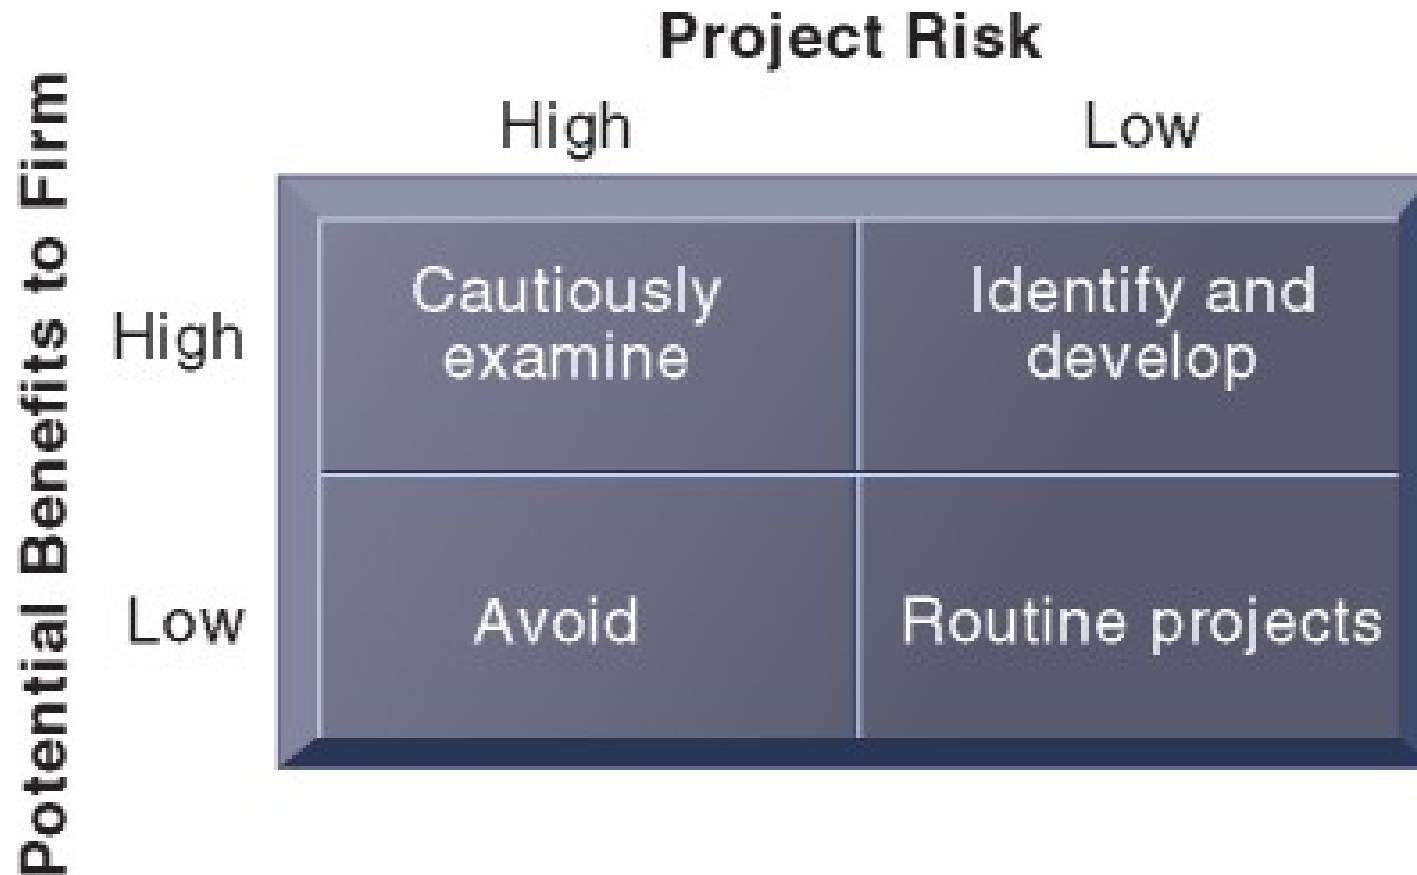 Project Risk
High Low
Potential Benefits to Firm
High
Cautiously
examine
Identify and
develop
Low
Avoid
Routine projects